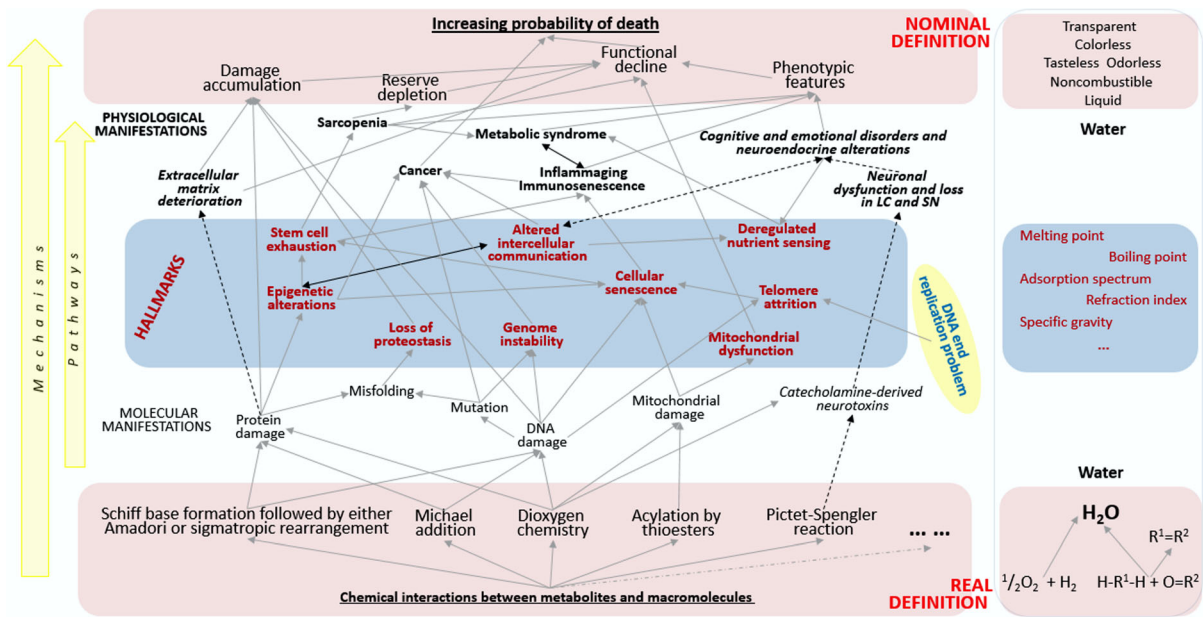 Increasing probability of death
NOMINAL
DEFINITION
Functional
decline
Damage
accumulation
Reserve
depletion
Phenotypic
features
PHYSIOLOGICAL
MANIFESTATIONS
Sarcopenia
Metabolic syndrome
Cognitive and emotional disorders and
neuroendocrine alterations
Extracellular
matrix
deterioration
Cancer
Inflammaging
Immunosenescence
Neuronal
dysfunction and loss
in LC and SN
Mechanisms
Pathways
HALLMARKS
Stem cell
exhaustion
Altered
intercellular
communication
Deregulated
nutrient sensing
Epigenetic
alterations
Cellular
senescence
Telomere
attrition
Loss of
proteostasis
Genome
instability
Mitochondrial
dysfunction
DNA end
replication problem
MOLECULAR
MANIFESTATIONS
Misfolding
Protein
damage
Mutation
DNA
damage
Mitochondrial
damage
Catecholamine-derived
neurotoxins
Schiff base formation followed by either
Amadori or sigmatropic rearrangement
Michael
addition
Dioxygen
chemistry
Acylation by
thioesters
Pictet-Spengler
reaction
... ...
Chemical interactions between metabolites and macromolecules
REAL
DEFINITION
Transparent
Colorless
Tasteless Odorless
Noncombustible
Liquid
Water
Melting point
Boiling point
Adsorption spectrum
Refraction index
Specific gravity
...
Water
H₂O
R¹=R²
¹/₂O₂ + H₂
H-R¹-H + O=R²